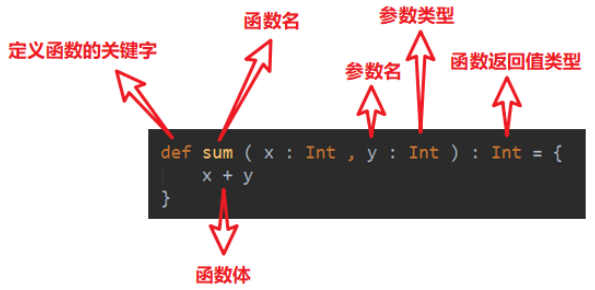 参数类型
函数名
定义函数的关键字
参数名
函数返回值类型
def sum ( x : Int , y : Int ) : Int = {
x + y
}
函数体